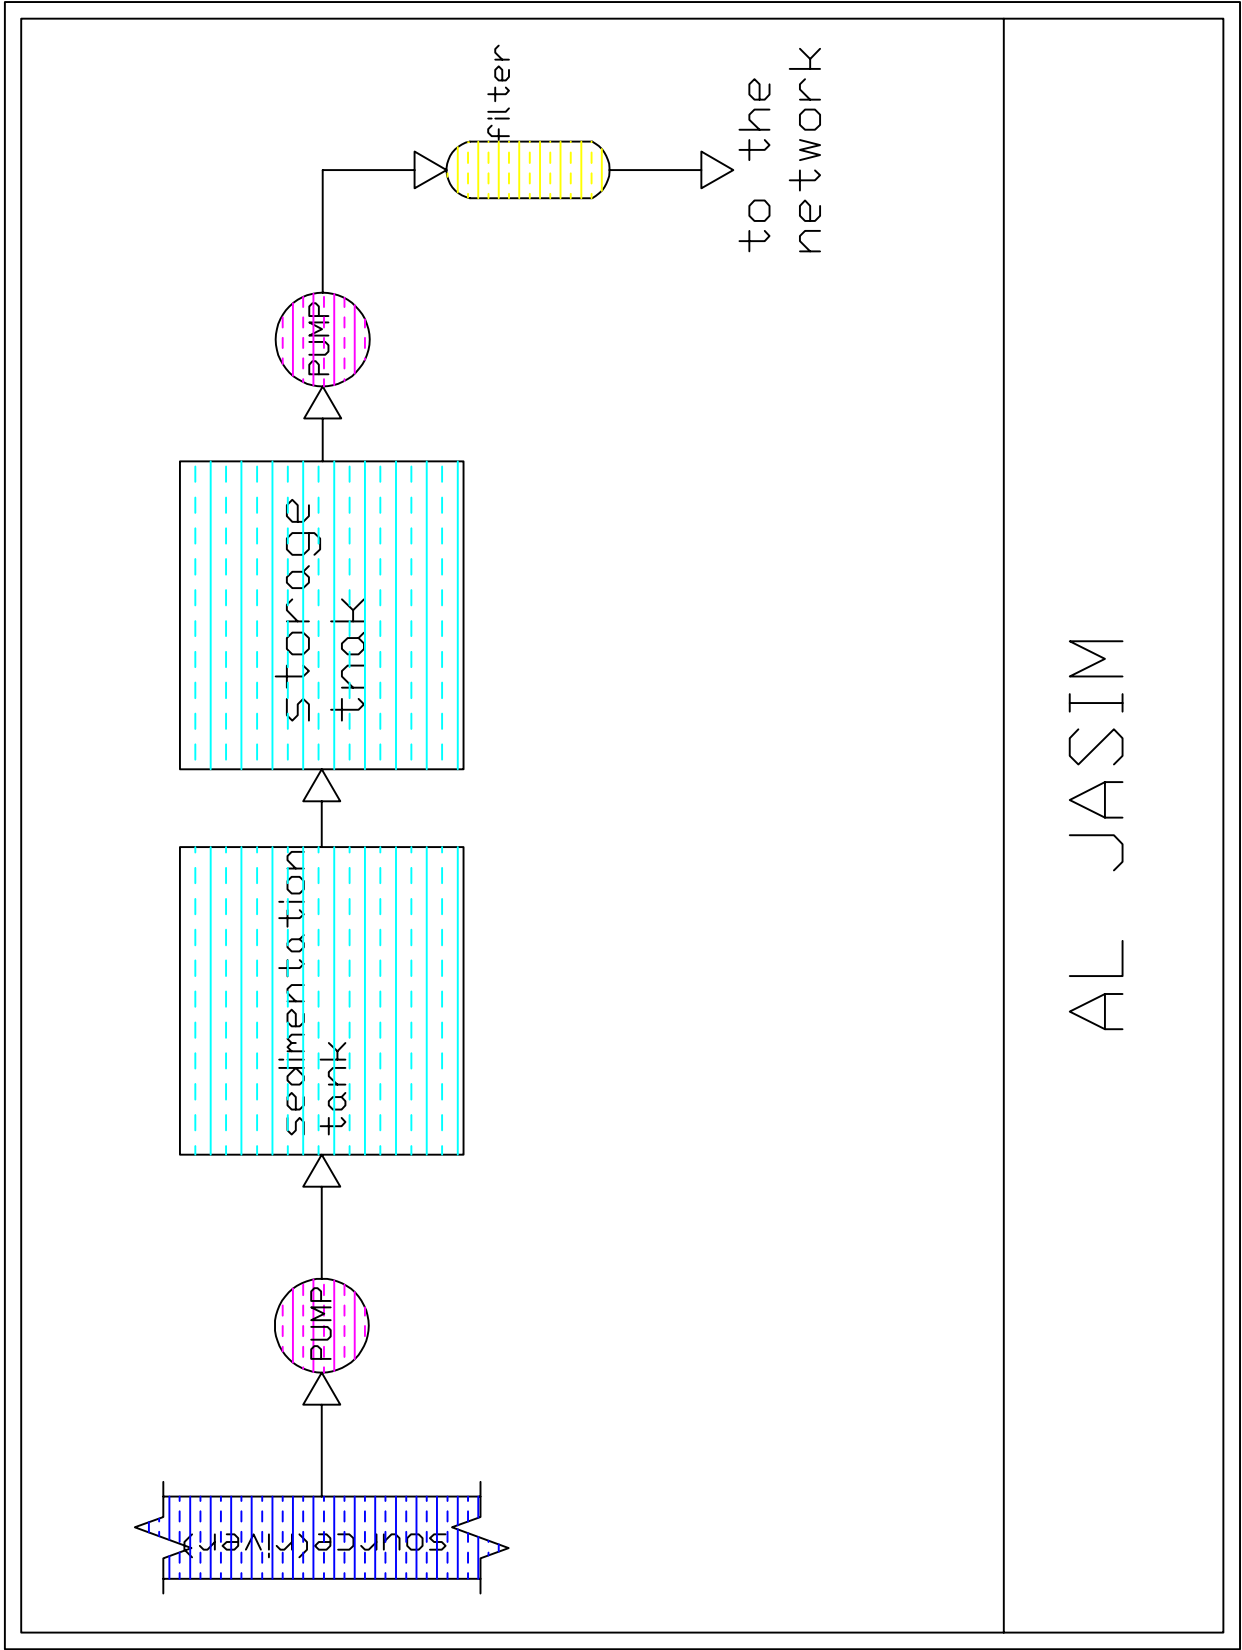 source(river)
PUMP
sedimentation
tank
storage
tnak
PUMP
filter
to the
network
AL JASIM